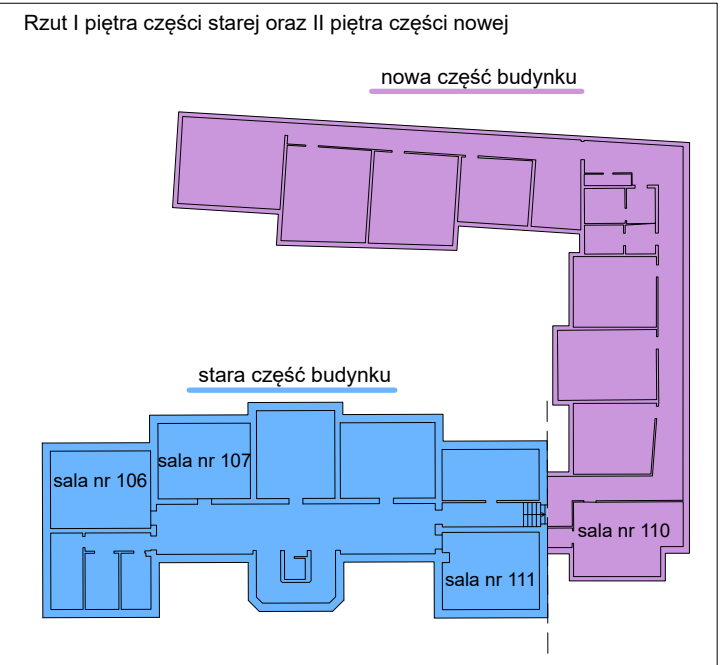 Rzut I piętra części starej oraz II piętra części nowej
nowa część budynku
stara część budynku
sala nr 107
sala nr 106
sala nr 110
sala nr 111